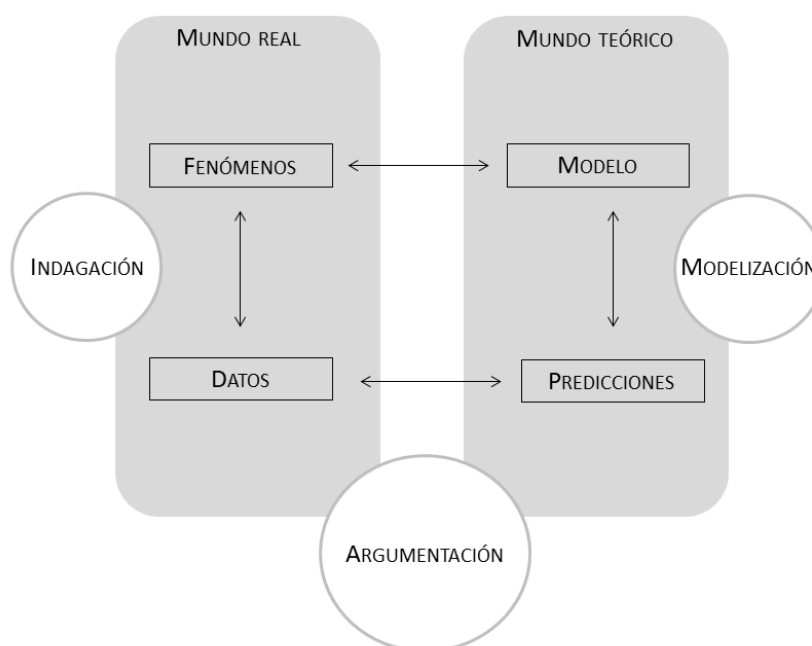 MUNDO REAL
MUNDO TEÓRICO
FENÓMENOS
MODELO
INDAGACIÓN
MODELIZACIÓN
DATOS
PREDICCIONES
ARGUMENTACIÓN